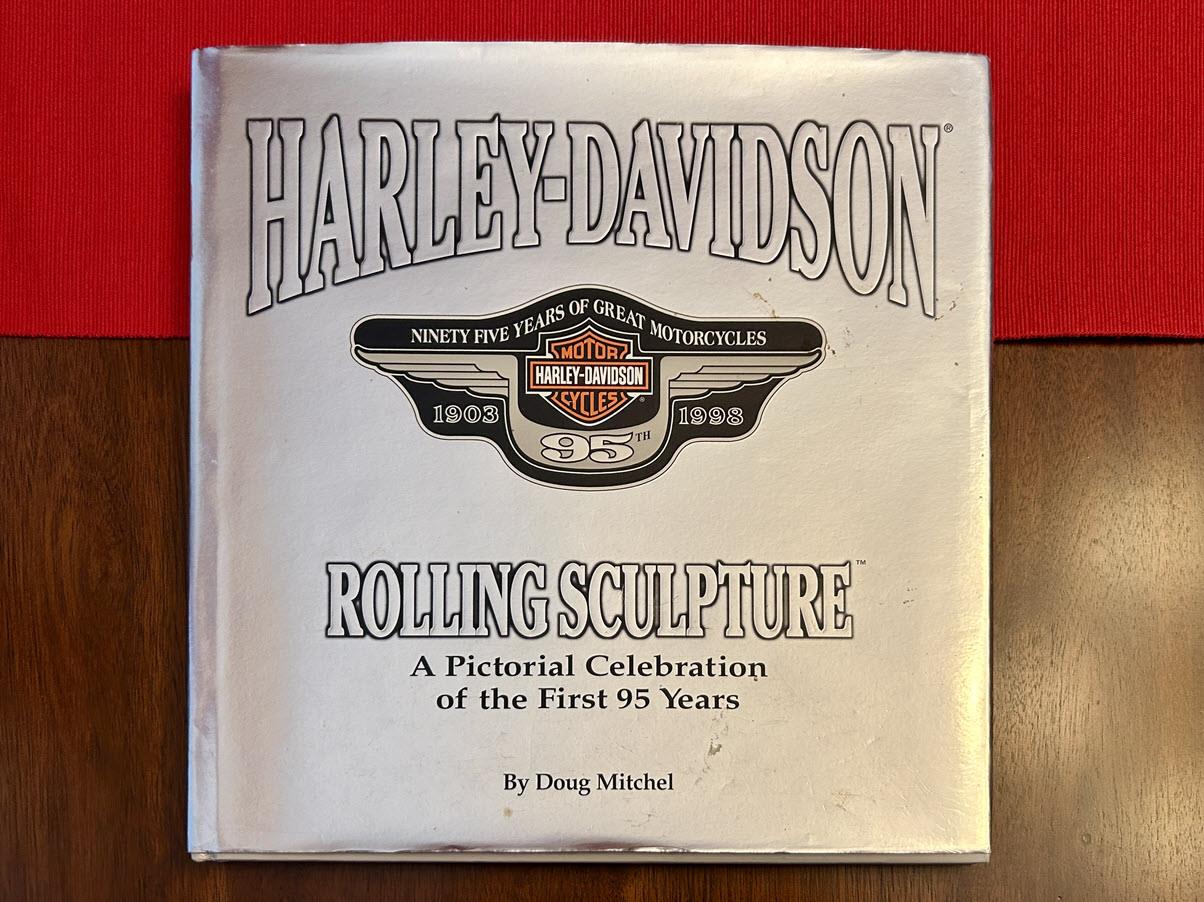 HARLEY-DAVIDSON®
NINETY FIVE YEARS OF GREAT MOTORCYCLES
MOTOR
HARLEY-DAVIDSON
CYCLES®
1903 1998
95TH
ROLLING SCULPTURE™
A Pictorial Celebration
of the First 95 Years
By Doug Mitchel